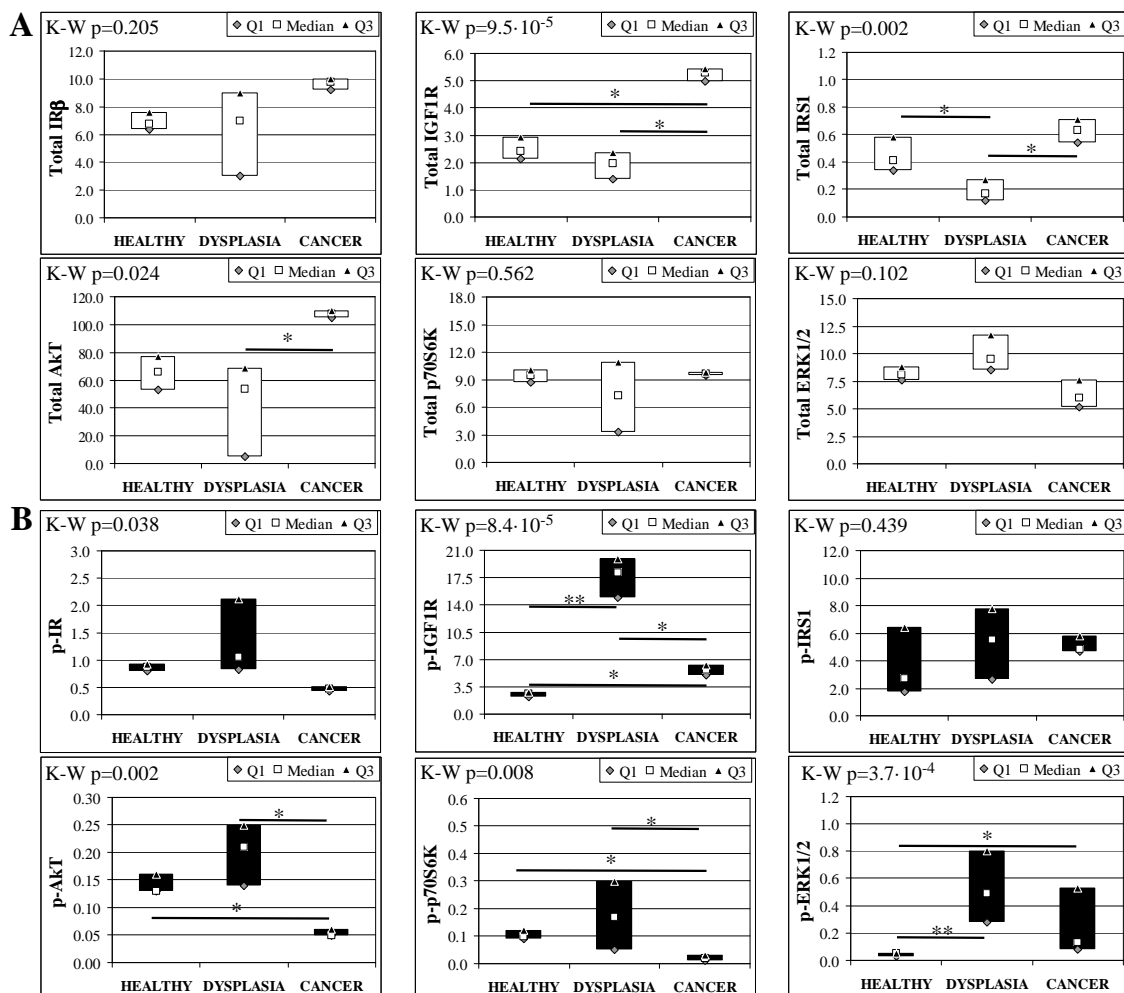 A
K-W p=0.205
Q1 Median Q3
Total IRβ
12.0
10.0
8.0
6.0
4.0
2.0
0.0
HEALTHY DYSPLASIA CANCER
K-W p=9.5·10-5
Q1 Median Q3
Total IGF1R
6.0
5.0
4.0
3.0
2.0
1.0
0.0
*
*
HEALTHY DYSPLASIA CANCER
K-W p=0.002
Q1 Median Q3
Total IRS1
1.2
1.0
0.8
0.6
0.4
0.2
0.0
*
*
HEALTHY DYSPLASIA CANCER
K-W p=0.024
Q1 Median Q3
Total AkT
120.0
100.0
80.0
60.0
40.0
20.0
0.0
*
HEALTHY DYSPLASIA CANCER
K-W p=0.562
Q1 Median Q3
Total p70S6K
18.0
15.0
12.0
9.0
6.0
3.0
0.0
HEALTHY DYSPLASIA CANCER
K-W p=0.102
Q1 Median Q3
Total ERK1/2
15.0
12.5
10.0
7.5
5.0
2.5
0.0
HEALTHY DYSPLASIA CANCER
B
K-W p=0.038
Q1 Median Q3
p-IR
3.0
2.5
2.0
1.5
1.0
0.5
0.0
HEALTHY DYSPLASIA CANCER
K-W p=8.4·10-5
Q1 Median Q3
p-IGF1R
21.0
17.5
14.0
10.5
7.0
3.5
0.0
**
*
*
HEALTHY DYSPLASIA CANCER
K-W p=0.439
Q1 Median Q3
p-IRS1
12.0
10.0
8.0
6.0
4.0
2.0
0.0
HEALTHY DYSPLASIA CANCER
K-W p=0.002
Q1 Median Q3
p-AkT
0.30
0.25
0.20
0.15
0.10
0.05
0.00
*
*
HEALTHY DYSPLASIA CANCER
K-W p=0.008
Q1 Median Q3
p-p70S6K
0.6
0.5
0.4
0.3
0.2
0.1
0.0
*
*
HEALTHY DYSPLASIA CANCER
K-W p=3.7·10-4
Q1 Median Q3
p-ERK1/2
1.2
1.0
0.8
0.6
0.4
0.2
0.0
*
**
HEALTHY DYSPLASIA CANCER